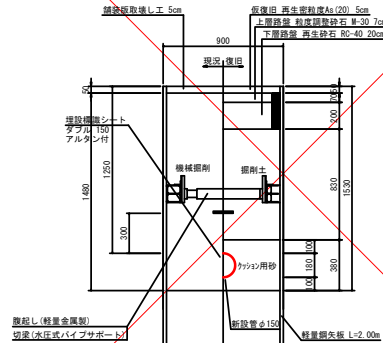 舗装版取壊し工 5cm
仮復旧 再生密粒度As(20) 5cm
上層路盤 粒度調整砕石 M-30 7cm
下層路盤 再生砕石 RC-40 20cm
900
現況 復旧
50
7050
200
埋設標識シート
ダブル 150
アルタン付
1250
1480
機械掘削
掘削土
830
1530
300
クッション用砂
100
180
100
380
新設管φ150
腹起し(軽量金属製)
切梁(水圧式パイプサポート)
軽量鋼矢板 L=2.00m